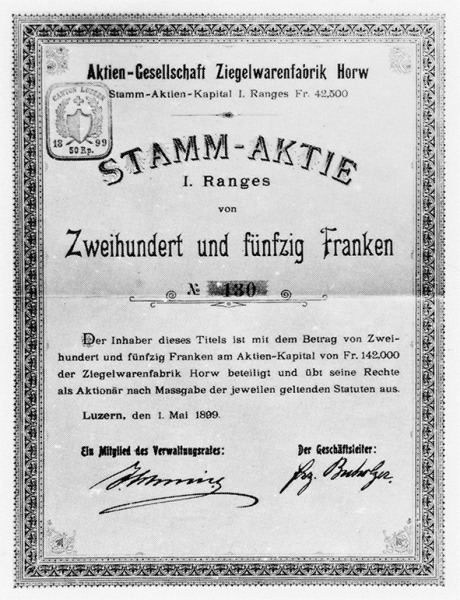 Aktien-Gesellschaft Ziegelwarenfabrik Horw
Stamm-Aktien-Kapital I. Ranges Fr. 42,500
CANTON LUZERN
18 99
50 Rp.
STAMM-AKTIE
I. Ranges
von
Zweihundert und fünfzig Franken
№ 130
Der Inhaber dieses Titels ist mit dem Betrag von Zwei-
hundert und fünfzig Franken am Aktien-Kapital von Fr. 142.000
der Ziegelwarenfabrik Horw beteiligt und übt seine Rechte
als Aktionär nach Massgabe der jeweilen geltenden Statuten aus.
Luzern, den 1. Mai 1899.
Ein Mitglied des Verwaltungsrates: Der Geschäftsleiter: